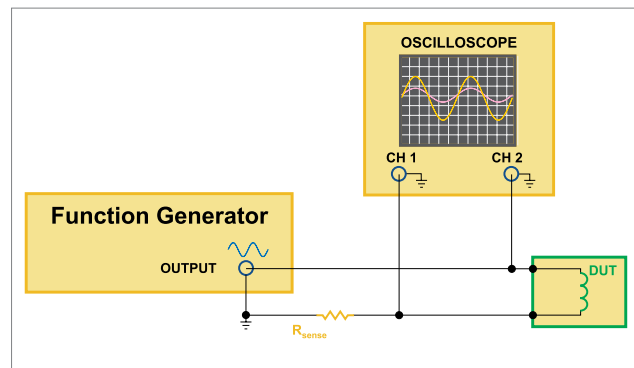 OSCILLOSCOPE
CH 1
CH 2
Function Generator
OUTPUT
DUT
Rsense